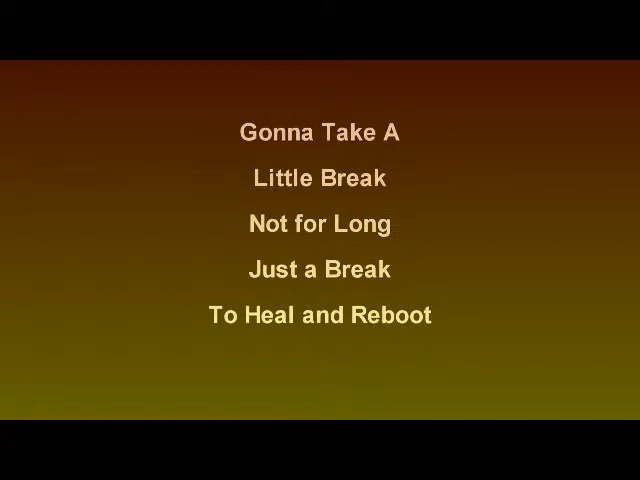 Gonna Take A
Little Break
Not for Long
Just a Break
To Heal and Reboot